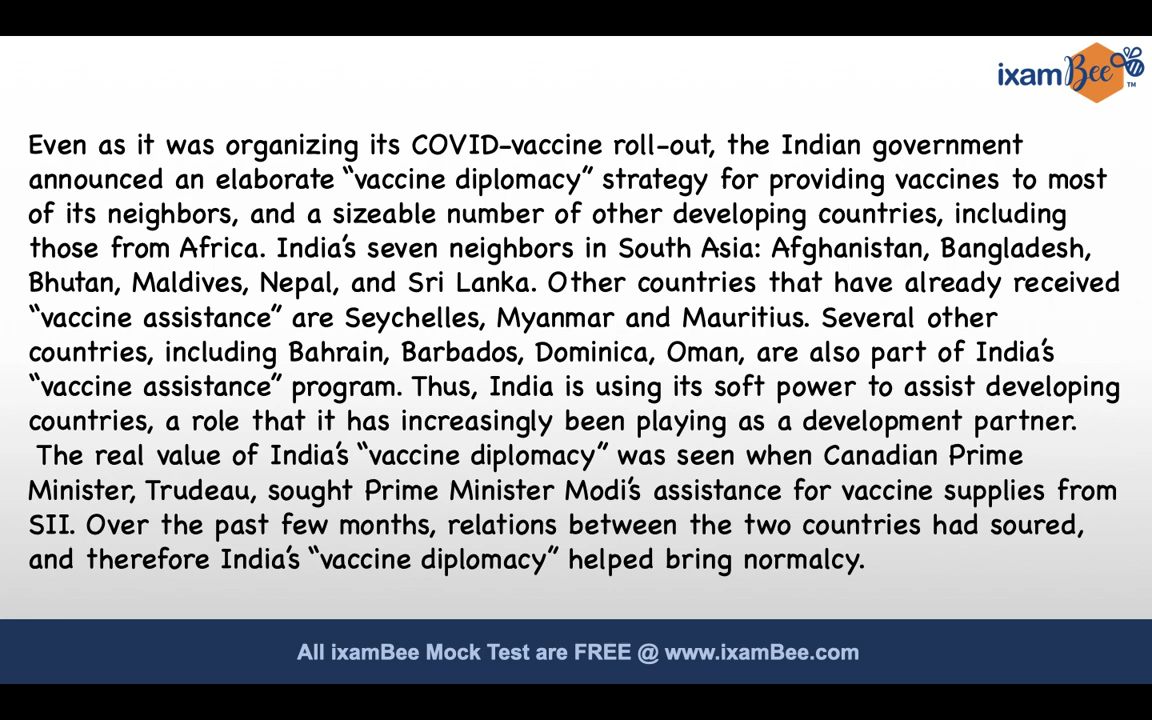 ixamBee TM
Even as it was organizing its COVID-vaccine roll-out, the Indian government
announced an elaborate “vaccine diplomacy” strategy for providing vaccines to most
of its neighbors, and a sizeable number of other developing countries, including
those from Africa. India’s seven neighbors in South Asia: Afghanistan, Bangladesh,
Bhutan, Maldives, Nepal, and Sri Lanka. Other countries that have already received
“vaccine assistance” are Seychelles, Myanmar and Mauritius. Several other
countries, including Bahrain, Barbados, Dominica, Oman, are also part of India’s
“vaccine assistance” program. Thus, India is using its soft power to assist developing
countries, a role that it has increasingly been playing as a development partner.
The real value of India’s “vaccine diplomacy” was seen when Canadian Prime
Minister, Trudeau, sought Prime Minister Modi’s assistance for vaccine supplies from
SII. Over the past few months, relations between the two countries had soured,
and therefore India’s “vaccine diplomacy” helped bring normalcy.
All ixamBee Mock Test are FREE @ www.ixamBee.com